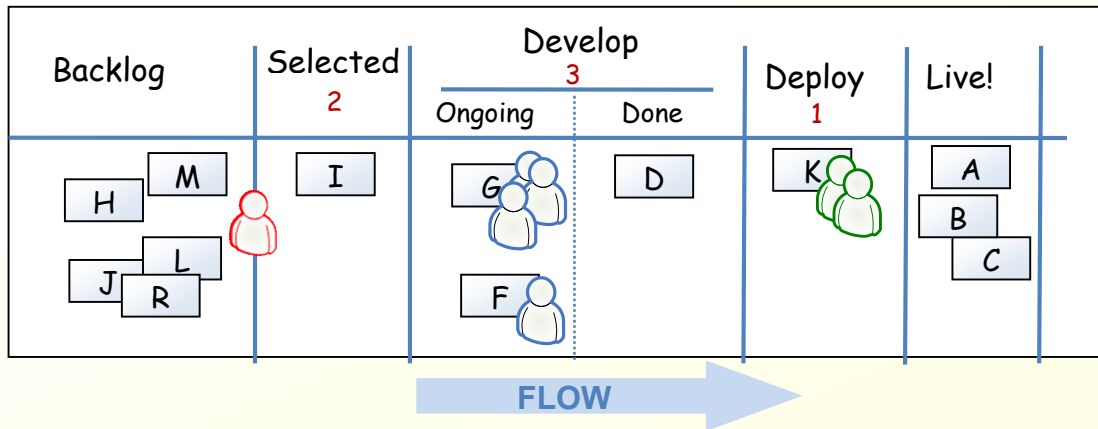 Backlog
Selected
2
Develop
3
Ongoing
Done
Deploy
1
Live!
H
M
J
L
R
I
G
F
D
K
A
B
C
FLOW